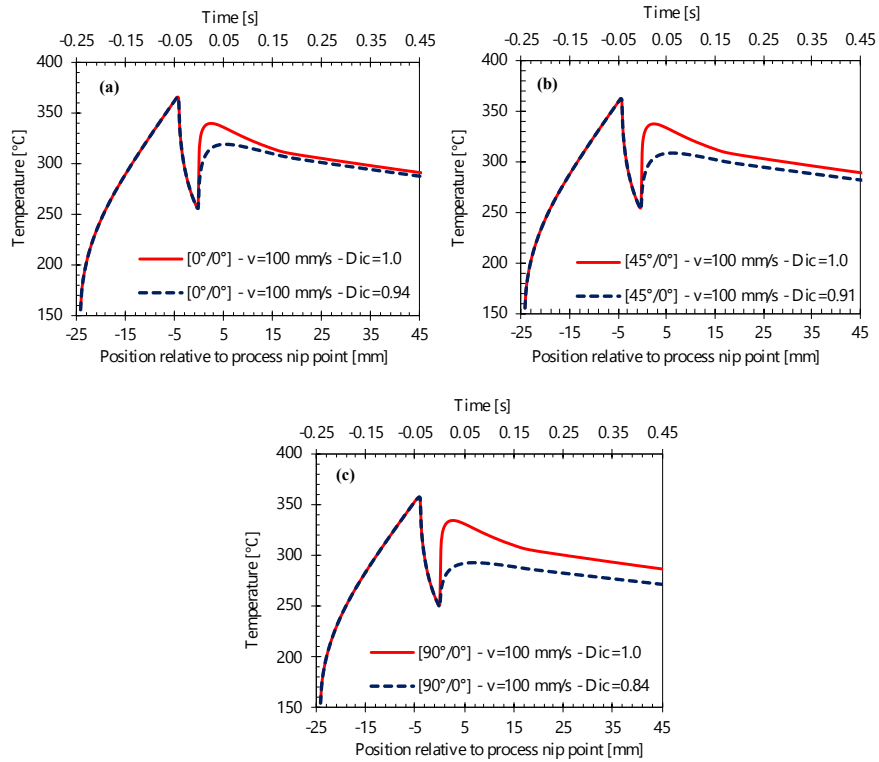 Time [s]
-0.25 -0.15 -0.05 0.05 0.15 0.25 0.35 0.45
400
350
300
250
200
150
Temperature [°C]
(a)
[0°/0°] - v=100 mm/s - Dic=1.0
[0°/0°] - v=100 mm/s - Dic=0.94
-25 -15 -5 5 15 25 35 45
Position relative to process nip point [mm]
Time [s]
-0.25 -0.15 -0.05 0.05 0.15 0.25 0.35 0.45
400
350
300
250
200
150
Temperature [°C]
(b)
[45°/0°] - v=100 mm/s - Dic=1.0
[45°/0°] - v=100 mm/s - Dic=0.91
-25 -15 -5 5 15 25 35 45
Position relative to process nip point [mm]
Time [s]
-0.25 -0.15 -0.05 0.05 0.15 0.25 0.35 0.45
400
350
300
250
200
150
Temperature [°C]
(c)
[90°/0°] - v=100 mm/s - Dic=1.0
[90°/0°] - v=100 mm/s - Dic=0.84
-25 -15 -5 5 15 25 35 45
Position relative to process nip point [mm]